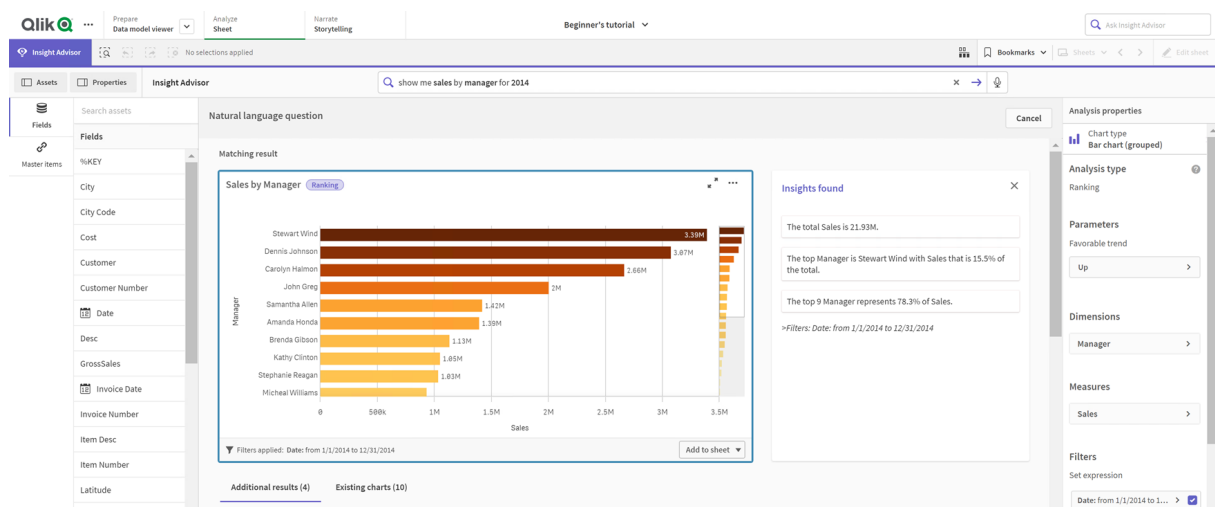 Qlik
Prepare
Data model viewer
Analyze
Sheet
Narrate
Storytelling
Beginner's tutorial
Ask Insight Advisor
Insight Advisor
No selections applied
Bookmarks
Sheets
Edit sheet
Assets
Properties
Insight Advisor
show me sales by manager for 2014
Fields
Master items
Search assets
Fields
%KEY
City
City Code
Cost
Customer
Customer Number
Date
Desc
GrossSales
Invoice Date
Invoice Number
Item Desc
Item Number
Latitude
Natural language question
Cancel
Matching result
Sales by Manager
Ranking
Manager
Stewart Wind
3.39M
Dennis Johnson
3.07M
Carolyn Halmon
2.66M
John Greg
2M
Samantha Allen
1.42M
Amanda Honda
1.39M
Brenda Gibson
1.13M
Kathy Clinton
1.05M
Stephanie Reagan
1.03M
Micheal Williams
0
500k
1M
1.5M
2M
2.5M
3M
3.5M
Sales
Filters applied: Date: from 1/1/2014 to 12/31/2014
Add to sheet
Additional results (4)
Existing charts (10)
Insights found
The total Sales is 21.93M.
The top Manager is Stewart Wind with Sales that is 15.5% of
the total.
The top 9 Manager represents 78.3% of Sales.
>Filters: Date: from 1/1/2014 to 12/31/2014
Analysis properties
Chart type
Bar chart (grouped)
Analysis type
Ranking
Parameters
Favorable trend
Up
Dimensions
Manager
Measures
Sales
Filters
Set expression
Date: from 1/1/2014 to 1...